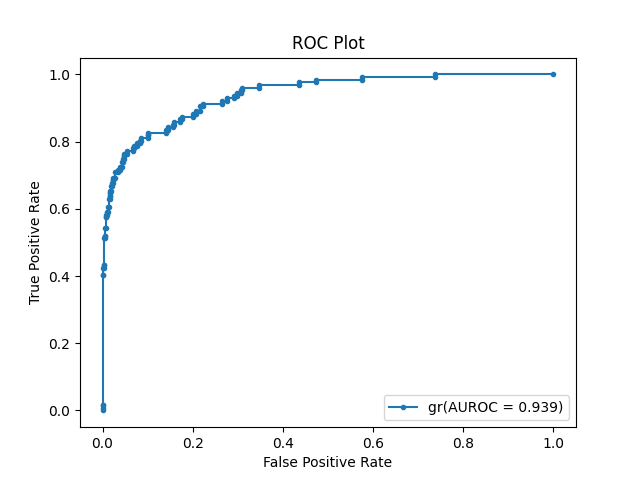 ROC Plot
1.0
0.8
0.6
0.4
0.2
0.0
True Positive Rate
gr(AUROC = 0.939)
0.0 0.2 0.4 0.6 0.8 1.0
False Positive Rate